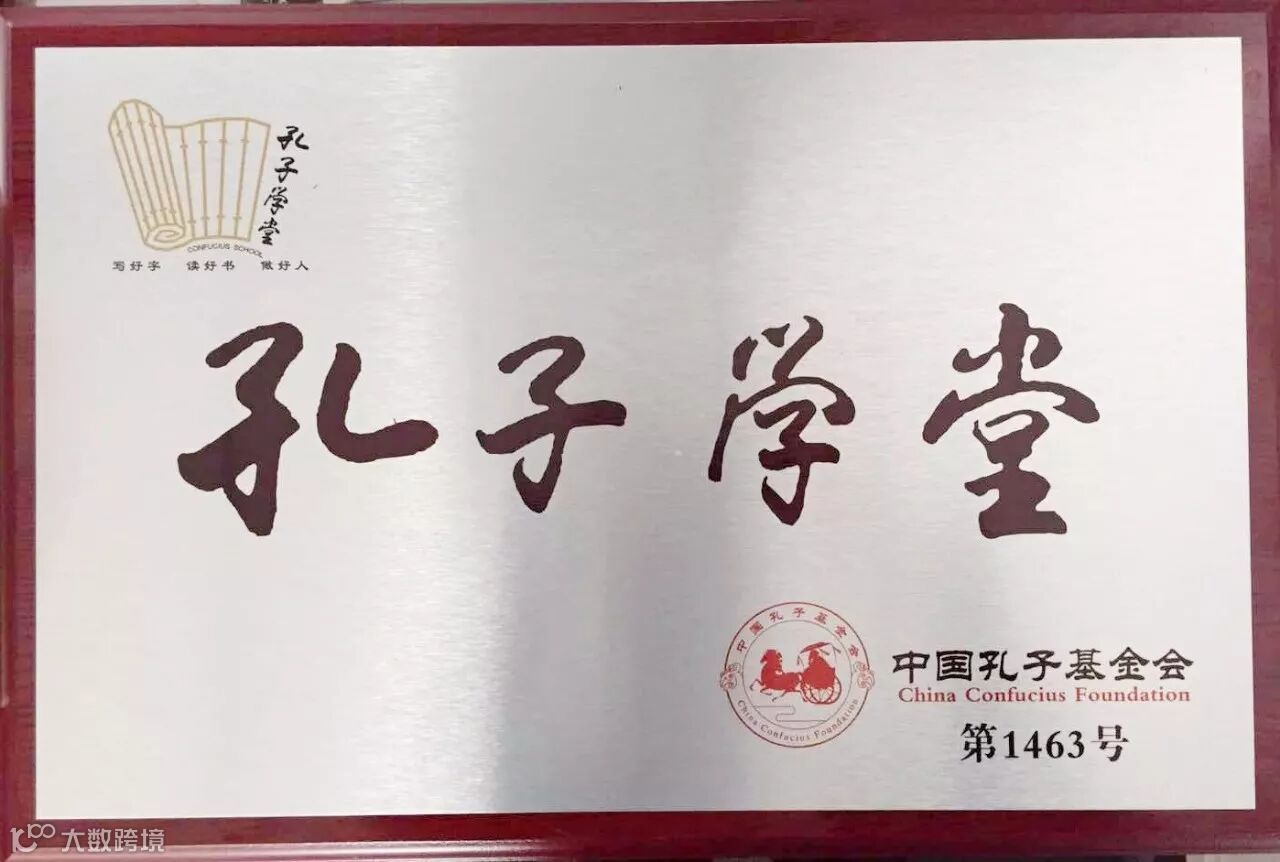 孔子学堂
CONFUCIUS SCHOOL
写好字 读好书 做好人
孔子学堂
中国孔子基金会
China Confucius Foundation
中国孔子基金会
China Confucius Foundation
第1463号
大数跨境